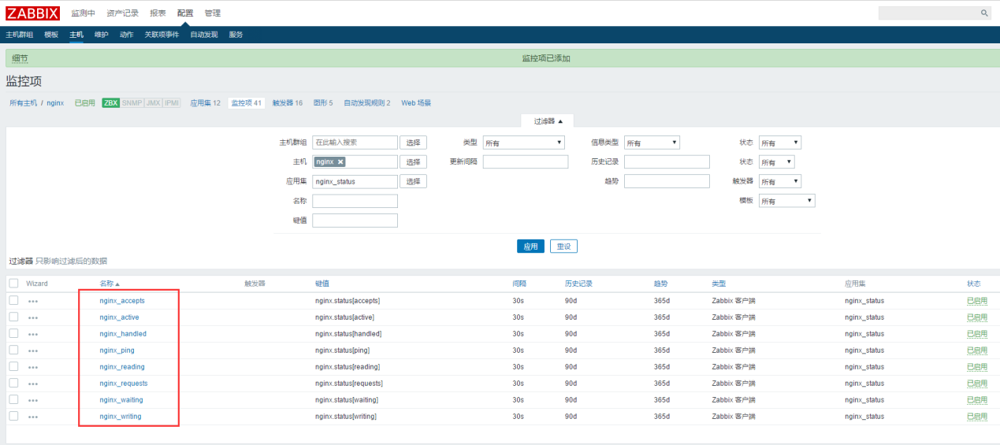 ZABBIX 监测中 资产记录 报表 配置 管理
主机群组 模板 主机 维护 动作 关联项事件 自动发现 服务
细节 监控项已添加
监控项
所有主机 / nginx 已启用 ZBX SNMP JMX IPMI 应用集 12 监控项 41 触发器 16 图形 5 自动发现规则 2 Web 场景
过滤器 ▲
主机群组 在此输入搜索 选择 类型 所有 信息类型 所有 状态 所有
主机 nginx 选择 更新间隔 历史记录 状态 所有
应用集 nginx_status 选择 趋势 触发器 所有
名称 模板 所有
键值
应用 重设
过滤器 只影响过滤后的数据
Wizard 名称 ▲ 触发器 键值 间隔 历史记录 趋势 类型 应用集 状态
nginx_accepts nginx.status[accepts] 30s 90d 365d Zabbix 客户端 nginx_status 已启用
nginx_active nginx.status[active] 30s 90d 365d Zabbix 客户端 nginx_status 已启用
nginx_handled nginx.status[handled] 30s 90d 365d Zabbix 客户端 nginx_status 已启用
nginx_ping nginx.status[ping] 30s 90d 365d Zabbix 客户端 nginx_status 已启用
nginx_reading nginx.status[reading] 30s 90d 365d Zabbix 客户端 nginx_status 已启用
nginx_requests nginx.status[requests] 30s 90d 365d Zabbix 客户端 nginx_status 已启用
nginx_waiting nginx.status[waiting] 30s 90d 365d Zabbix 客户端 nginx_status 已启用
nginx_writing nginx.status[writing] 30s 90d 365d Zabbix 客户端 nginx_status 已启用